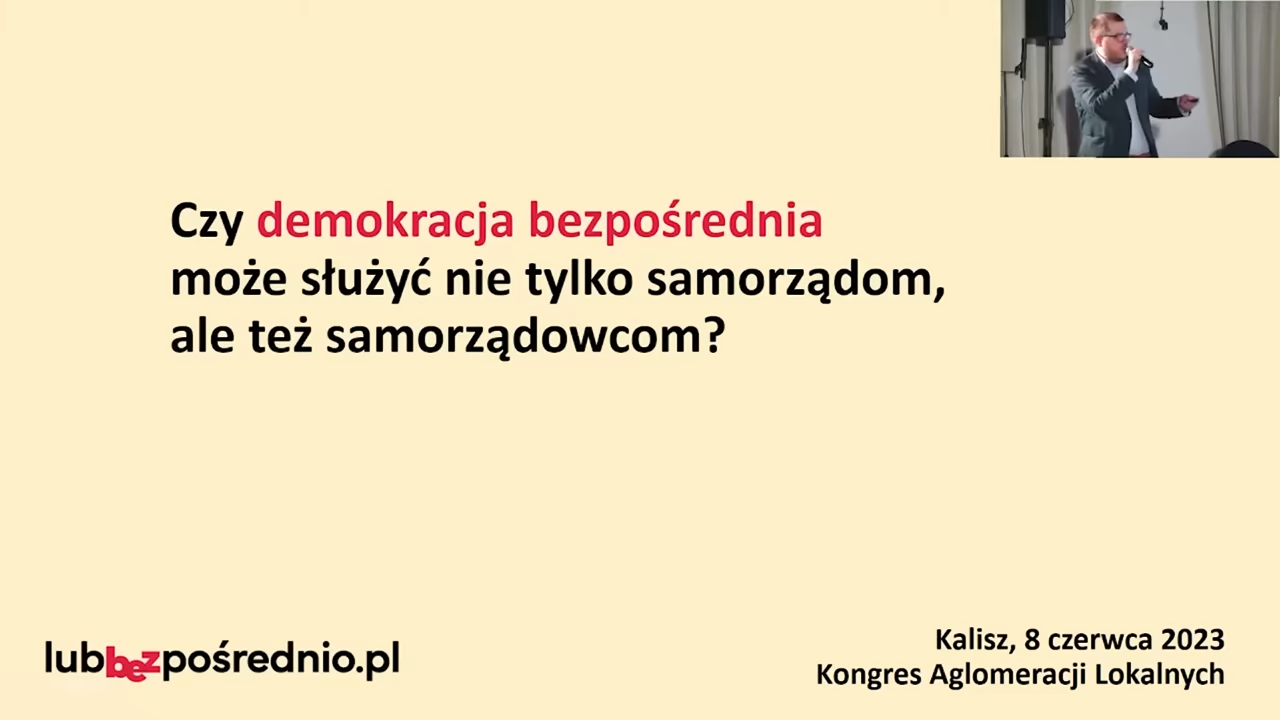 Czy demokracja bezpośrednia
może służyć nie tylko samorządom,
ale też samorządowcom?
lubbezpośrednio.pl
Kalisz, 8 czerwca 2023
Kongres Aglomeracji Lokalnych